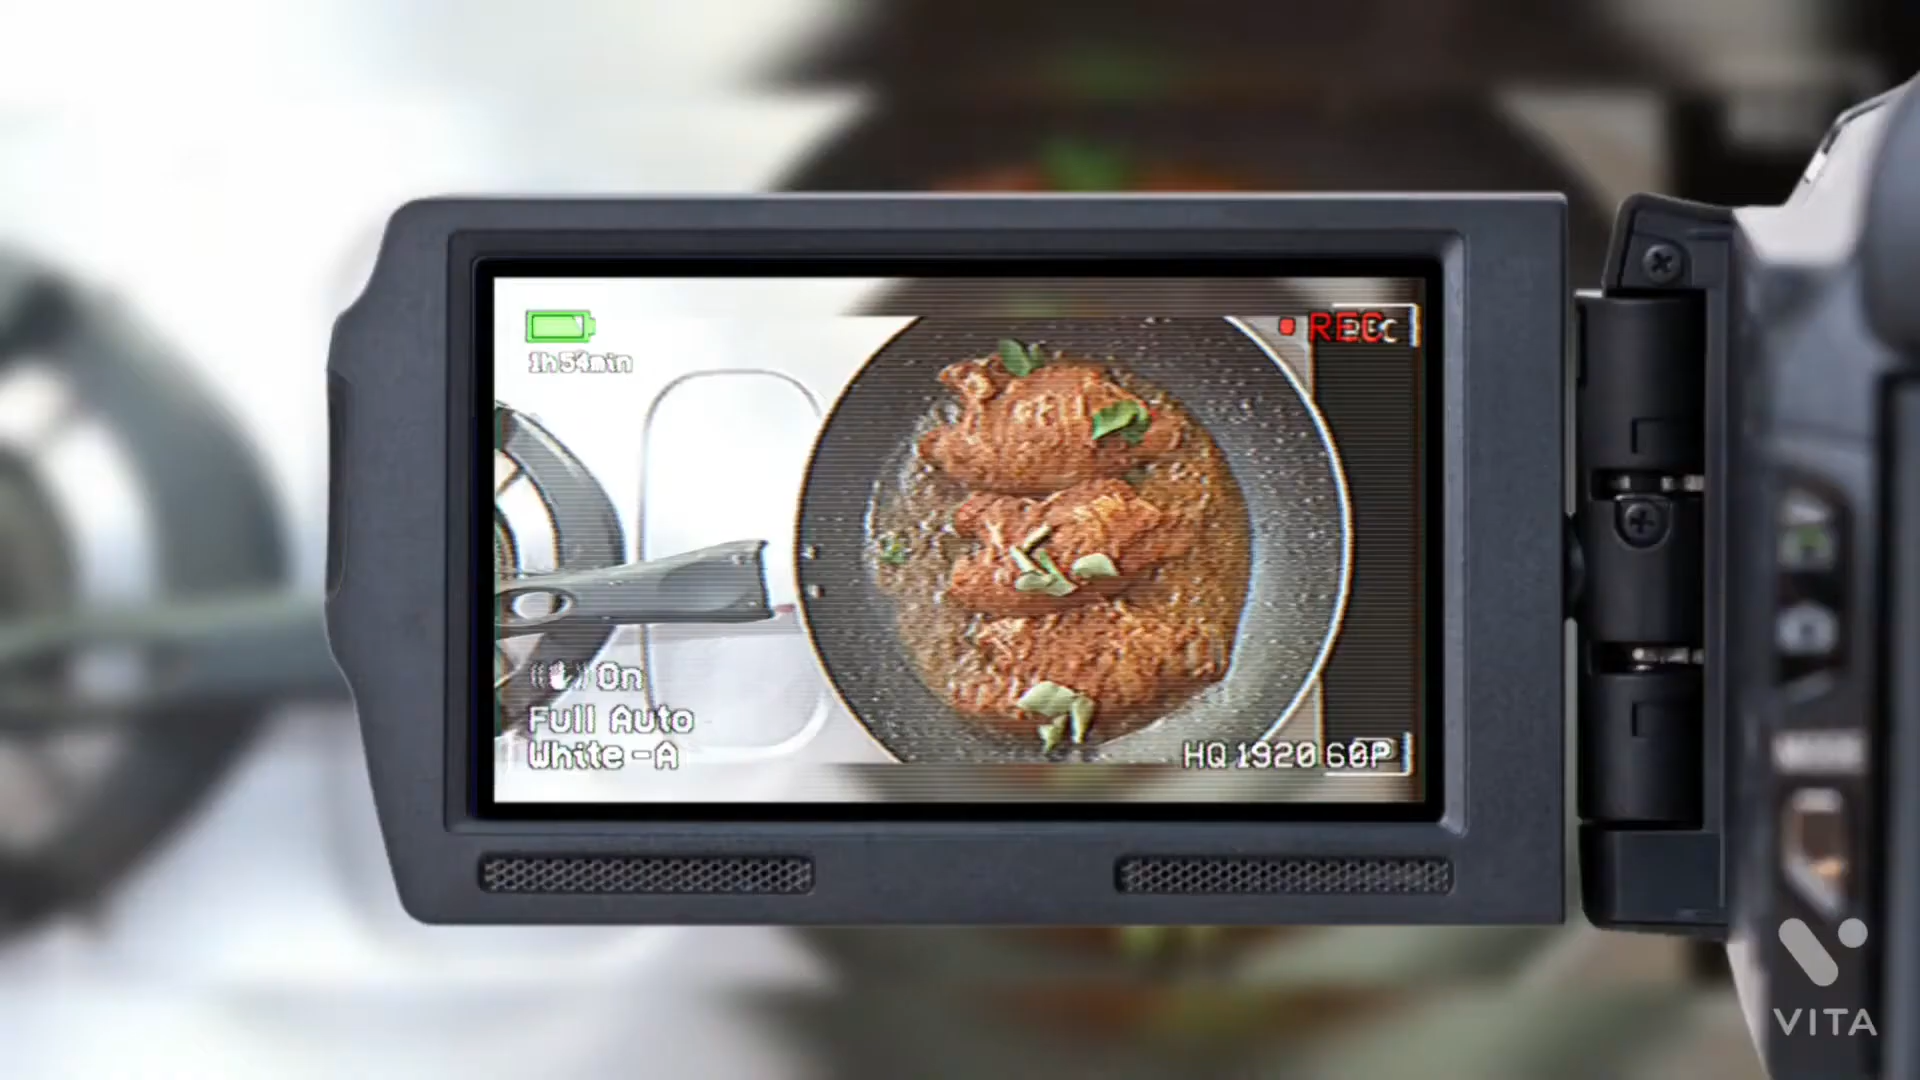 REC
1h54min
On
Full Auto
White-A
HQ 1920 60P
VITA